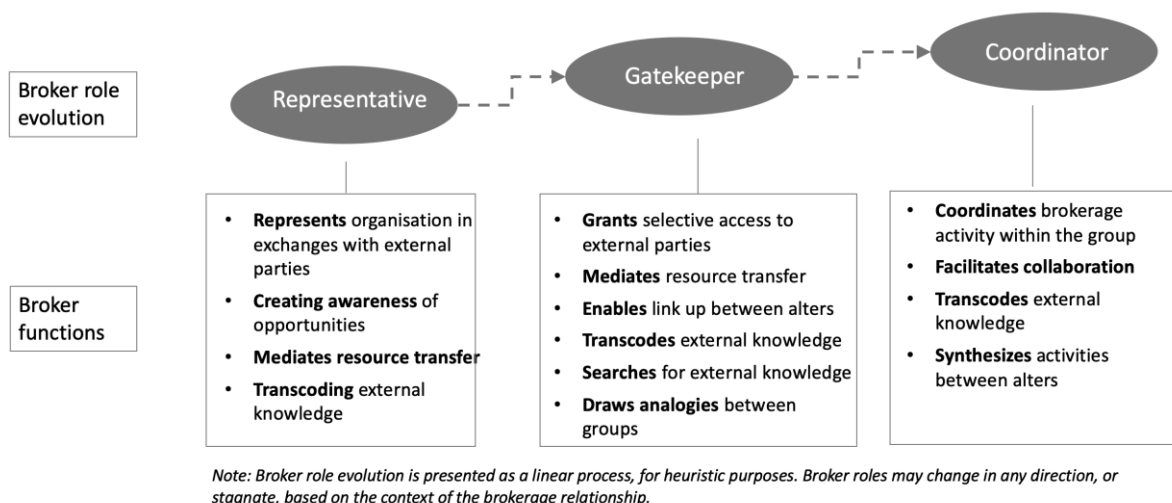 Broker role
evolution
Representative
Gatekeeper
Coordinator
Broker
functions
• Represents organisation in
exchanges with external
parties
• Creating awareness of
opportunities
• Mediates resource transfer
• Transcoding external
knowledge
• Grants selective access to
external parties
• Mediates resource transfer
• Enables link up between alters
• Transcodes external knowledge
• Searches for external knowledge
• Draws analogies between
groups
• Coordinates brokerage
activity within the group
• Facilitates collaboration
• Transcodes external
knowledge
• Synthesizes activities
between alters
Note: Broker role evolution is presented as a linear process, for heuristic purposes. Broker roles may change in any direction, or
stagnate, based on the context of the brokerage relationship.